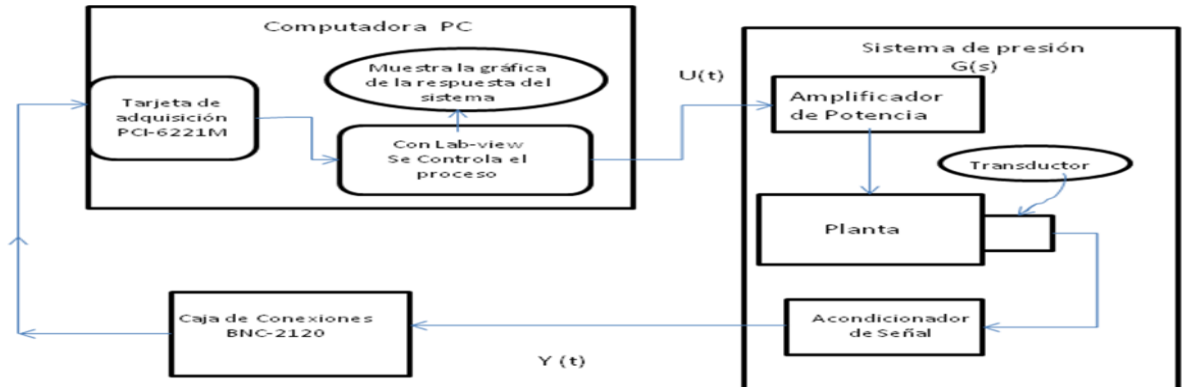 Computadora PC
Muestra la gráfica
de la respuesta del
sistema
Tarjeta de
adquisición
PCI-6221M
Con Lab-view
Se Controla el
proceso
U(t)
Sistema de presión
G(s)
Amplificador
de Potencia
Transductor
Planta
Acondicionador
de Señal
Caja de Conexiones
BNC-2120
Y (t)